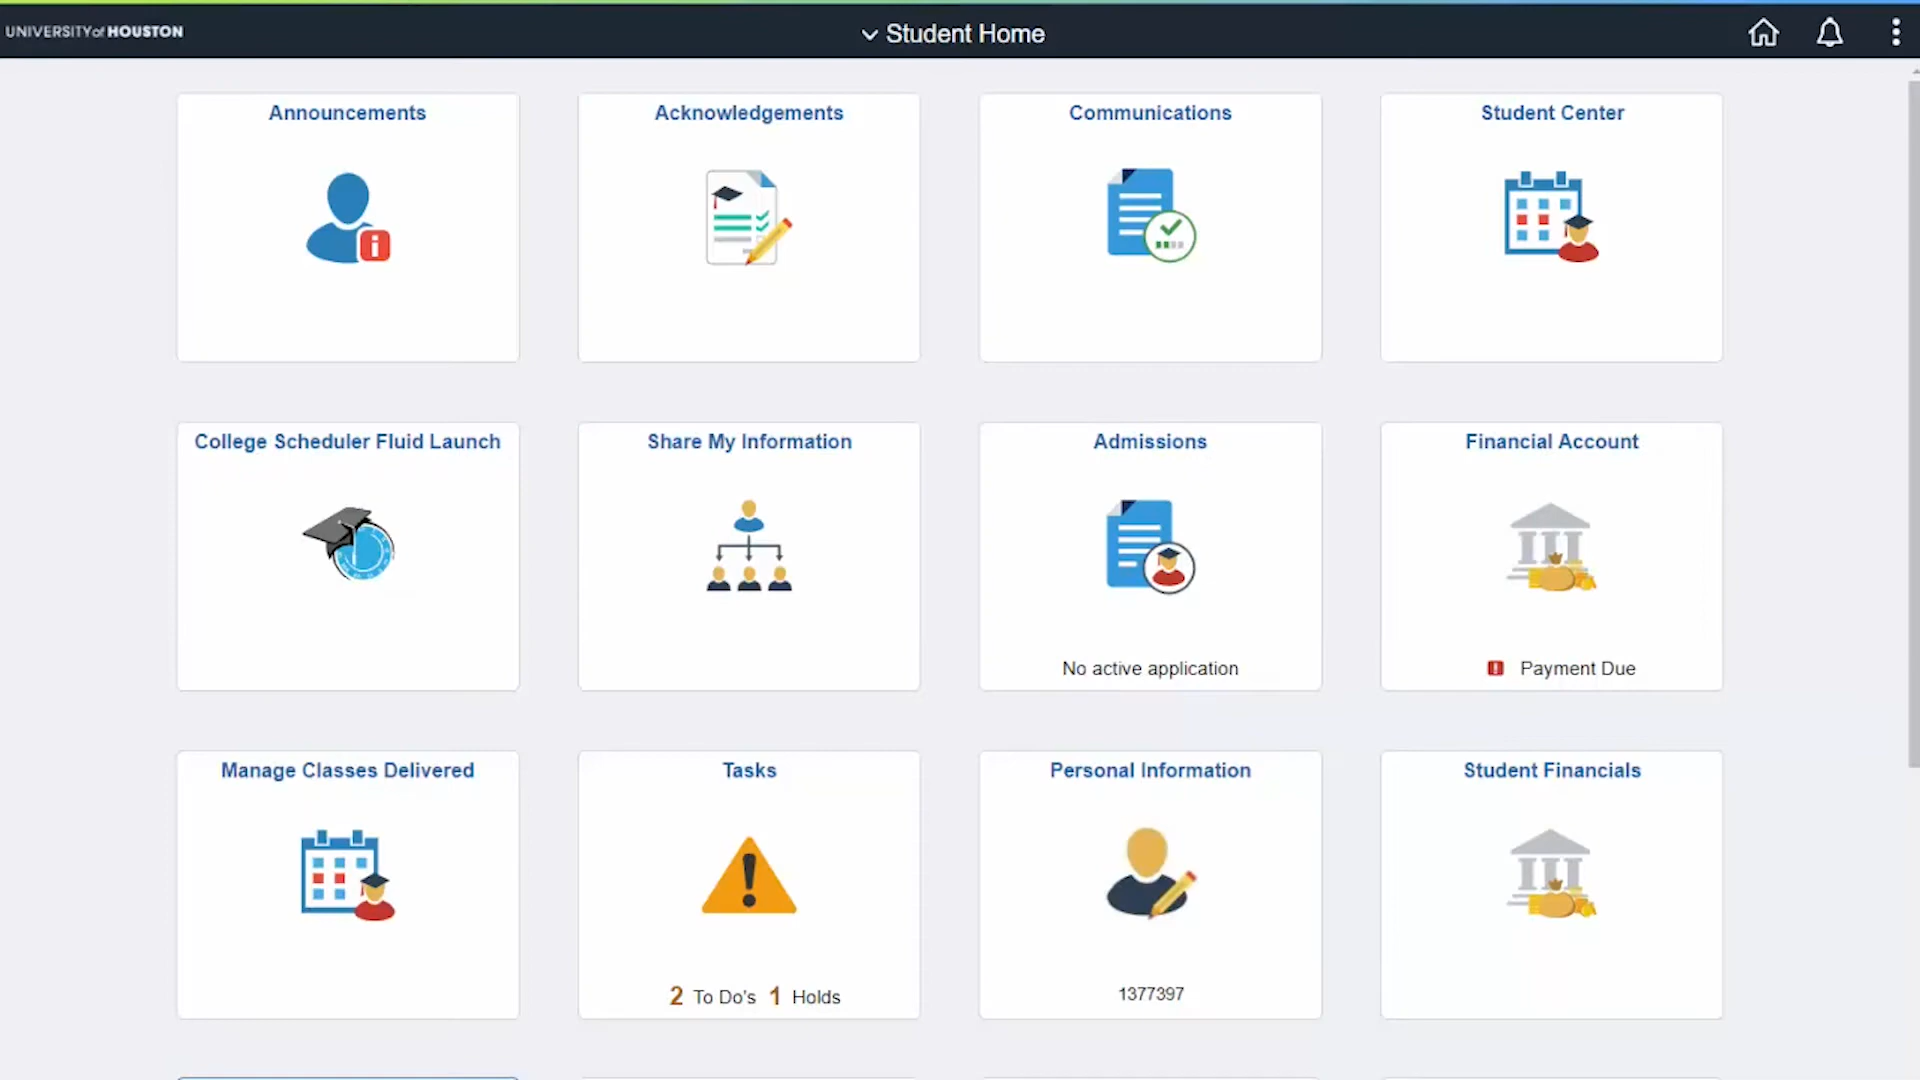 UNIVERSITY of HOUSTON
Student Home
Announcements
Acknowledgements
Communications
Student Center
College Scheduler Fluid Launch
Share My Information
Admissions
Financial Account
No active application
Payment Due
Manage Classes Delivered
Tasks
Personal Information
Student Financials
2 To Do's 1 Holds
1377397